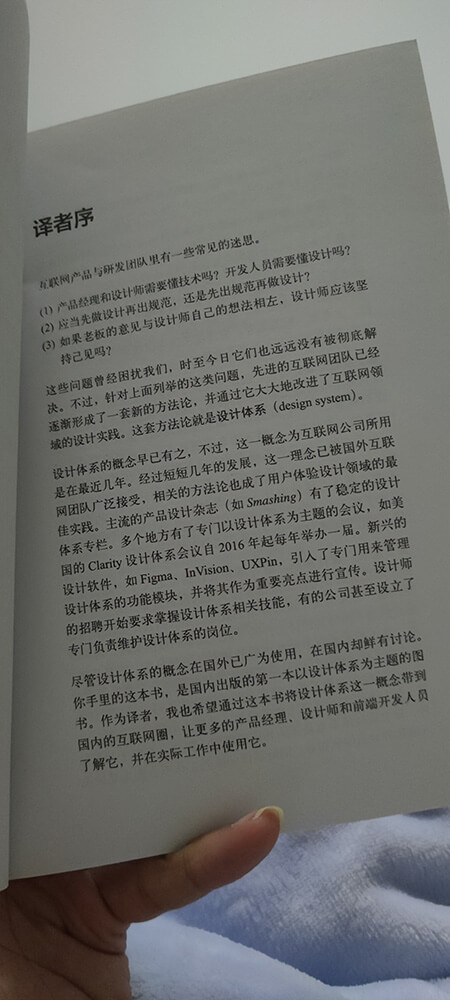 译者序
互联网产品与研发团队里有一些常见的迷思。
(1) 产品经理和设计师需要懂技术吗？开发人员需要懂设计吗？
(2) 应当先做设计再出规范，还是先出规范再做设计？
(3) 如果老板的意见与设计师自己的想法相左，设计师应该坚
持己见吗？
这些问题曾经困扰我们，时至今日它们也远远没有被彻底解
决。不过，针对上面列举的这类问题，先进的互联网团队已经
逐渐形成了一套新的方法论，并通过它大大地改进了互联网领
域的设计实践。这套方法论就是设计体系（design system）。
设计体系的概念早已有之，不过，这一概念为互联网公司所用
是在最近几年。经过短短几年的发展，这一理念已被国外互联
网团队广泛接受，相关的方法论也成了用户体验设计领域的最
佳实践。主流的产品设计杂志（如 Smashing）有了稳定的设计
体系专栏。多个地方有了专门以设计体系为主题的会议，如美
国的 Clarity 设计体系会议自 2016 年起每年举办一届。新兴的
设计软件，如 Figma、InVision、UXPin，引入了专门用来管理
设计体系的功能模块，并将其作为重要亮点进行宣传。设计师
的招聘开始要求掌握设计体系相关技能，有的公司甚至设立了
专门负责维护设计体系的岗位。
尽管设计体系的概念在国外已广为使用，在国内却鲜有讨论。
你手里的这本书，是国内出版的第一本以设计体系为主题的图
书。作为译者，我也希望通过这本书将设计体系这一概念带到
国内的互联网圈，让更多的产品经理、设计师和前端开发人员
了解它，并在实际工作中使用它。